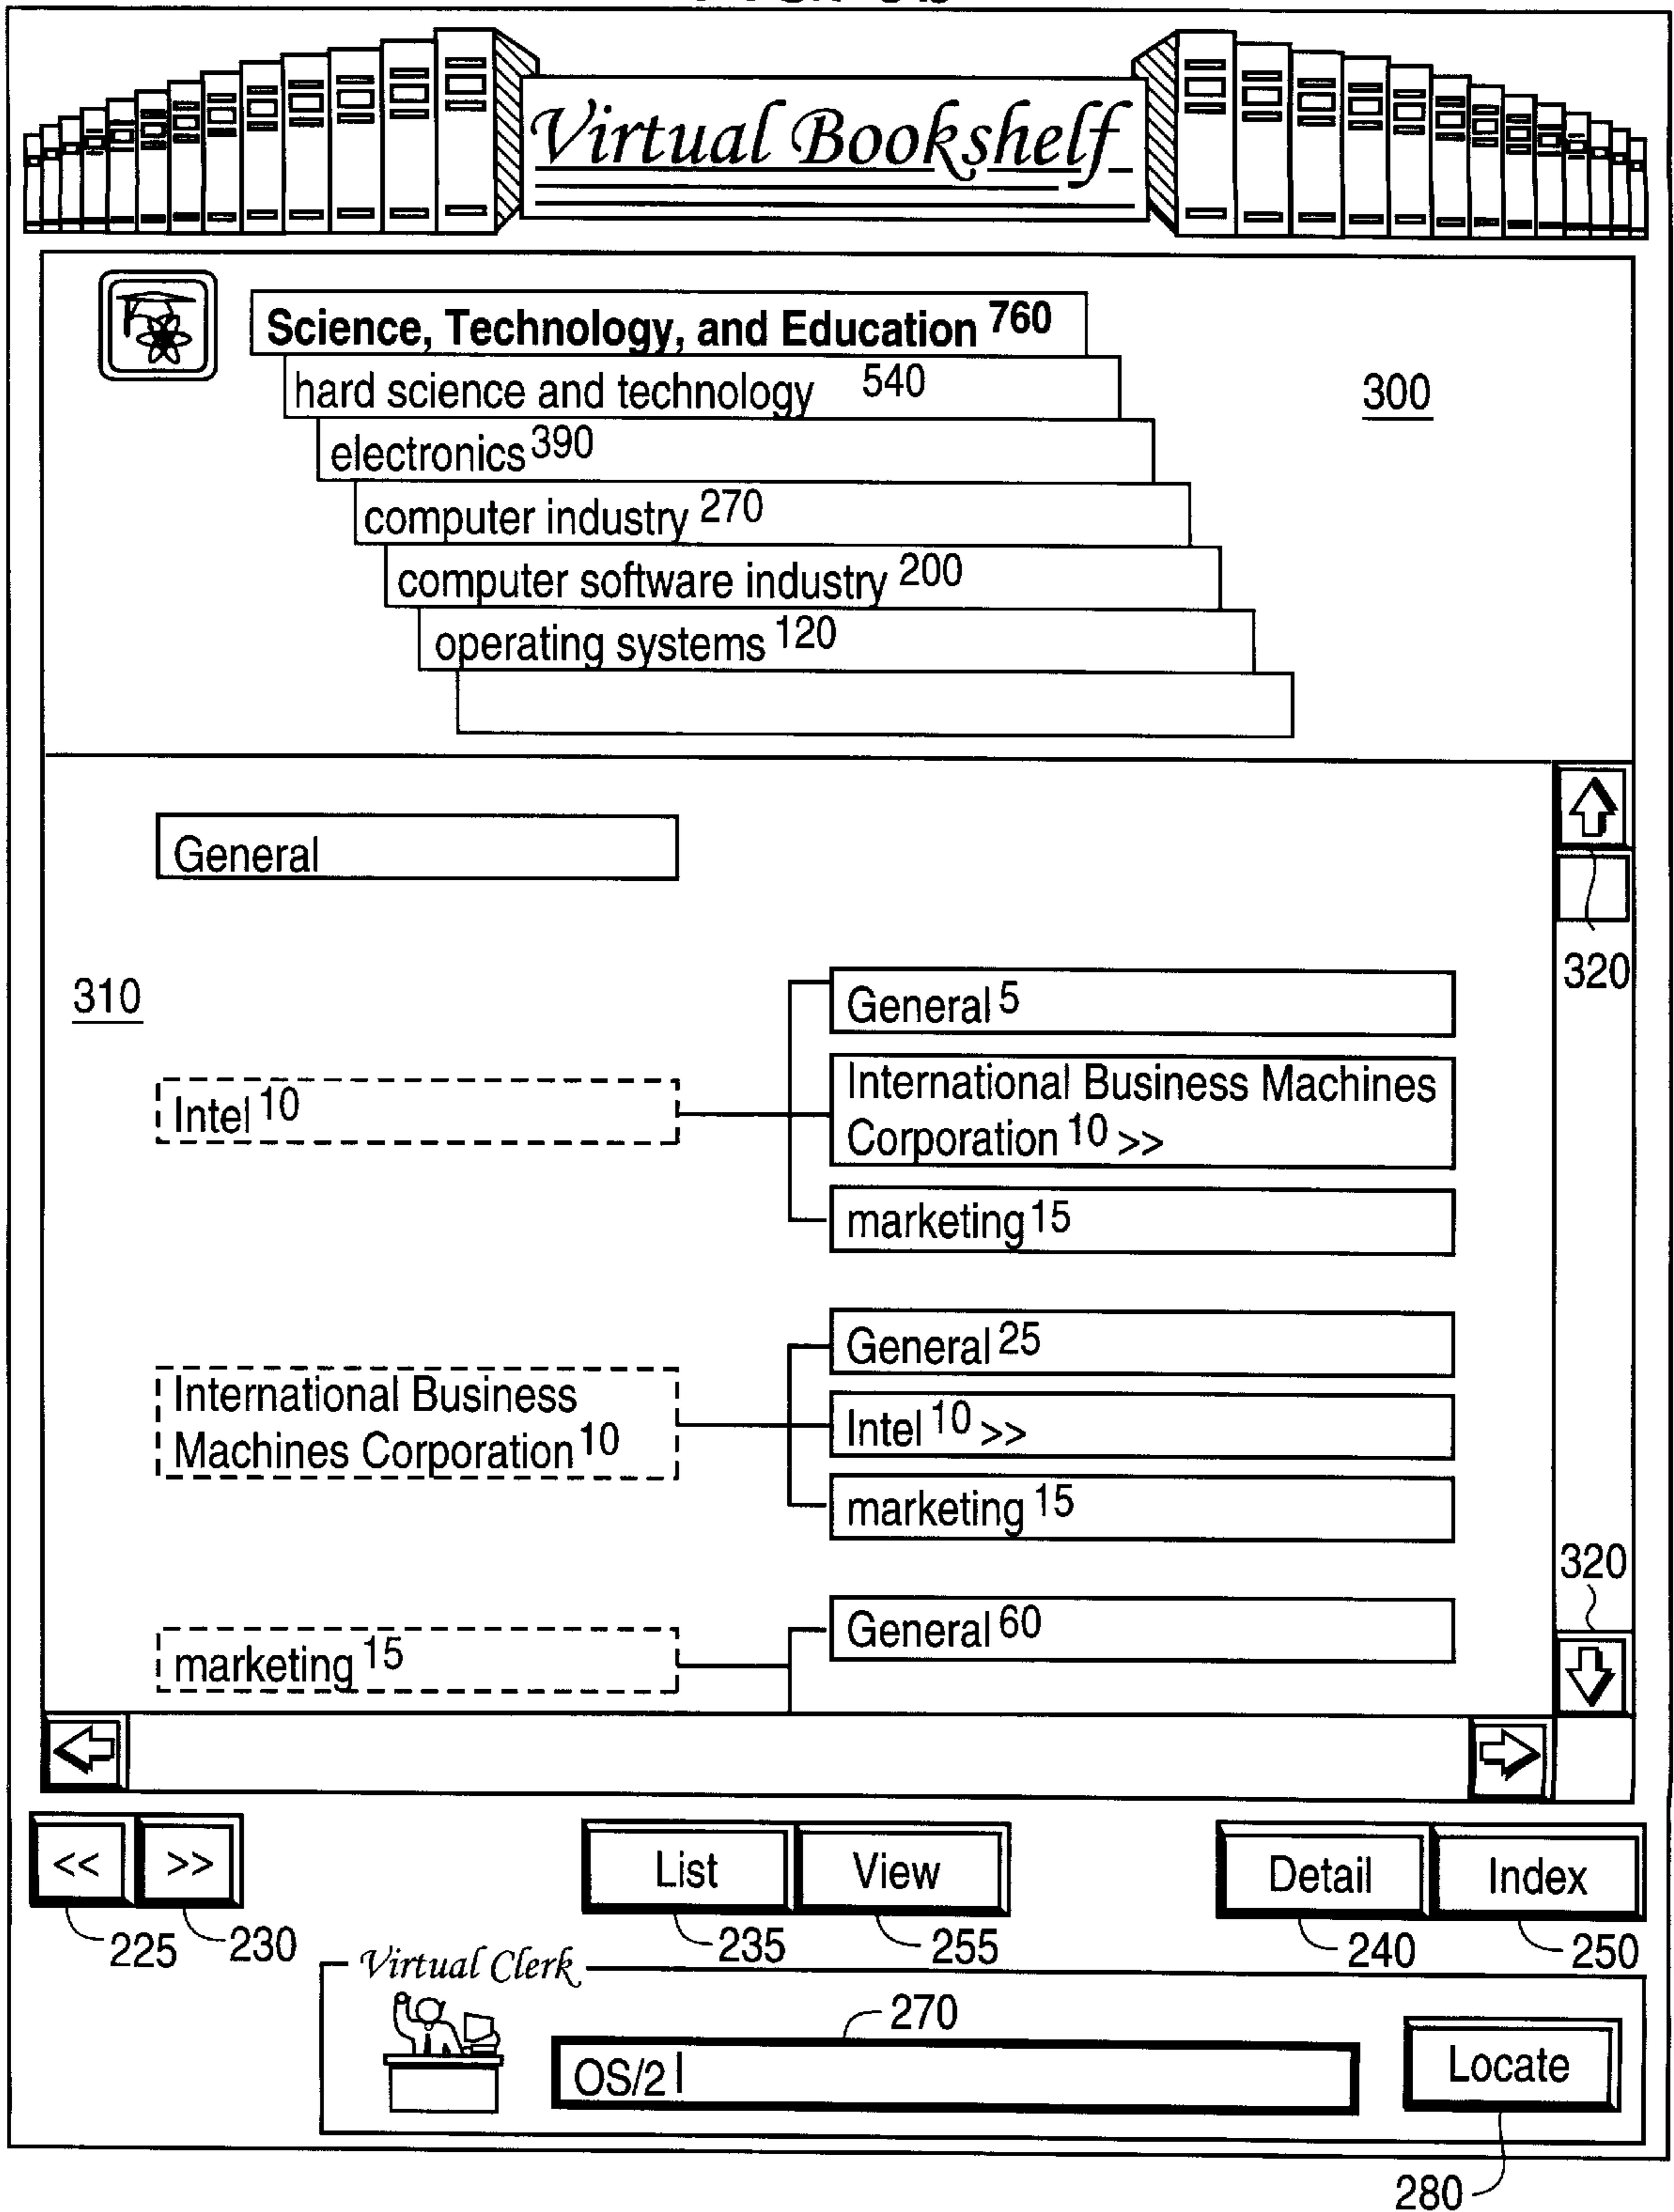 Virtual Bookshelf
Science, Technology, and Education 760
hard science and technology 540
300
electronics 390
computer industry 270
computer software industry 200
operating systems 120
General
320
310
General 5
Intel 10
International Business Machines
Corporation 10 >>
marketing 15
General 25
International Business
Machines Corporation 10
Intel 10 >>
marketing 15
320
General 60
marketing 15
<< >> List View Detail Index
225 230 235 255 240 250
Virtual Clerk
270
OS/2 Locate
280